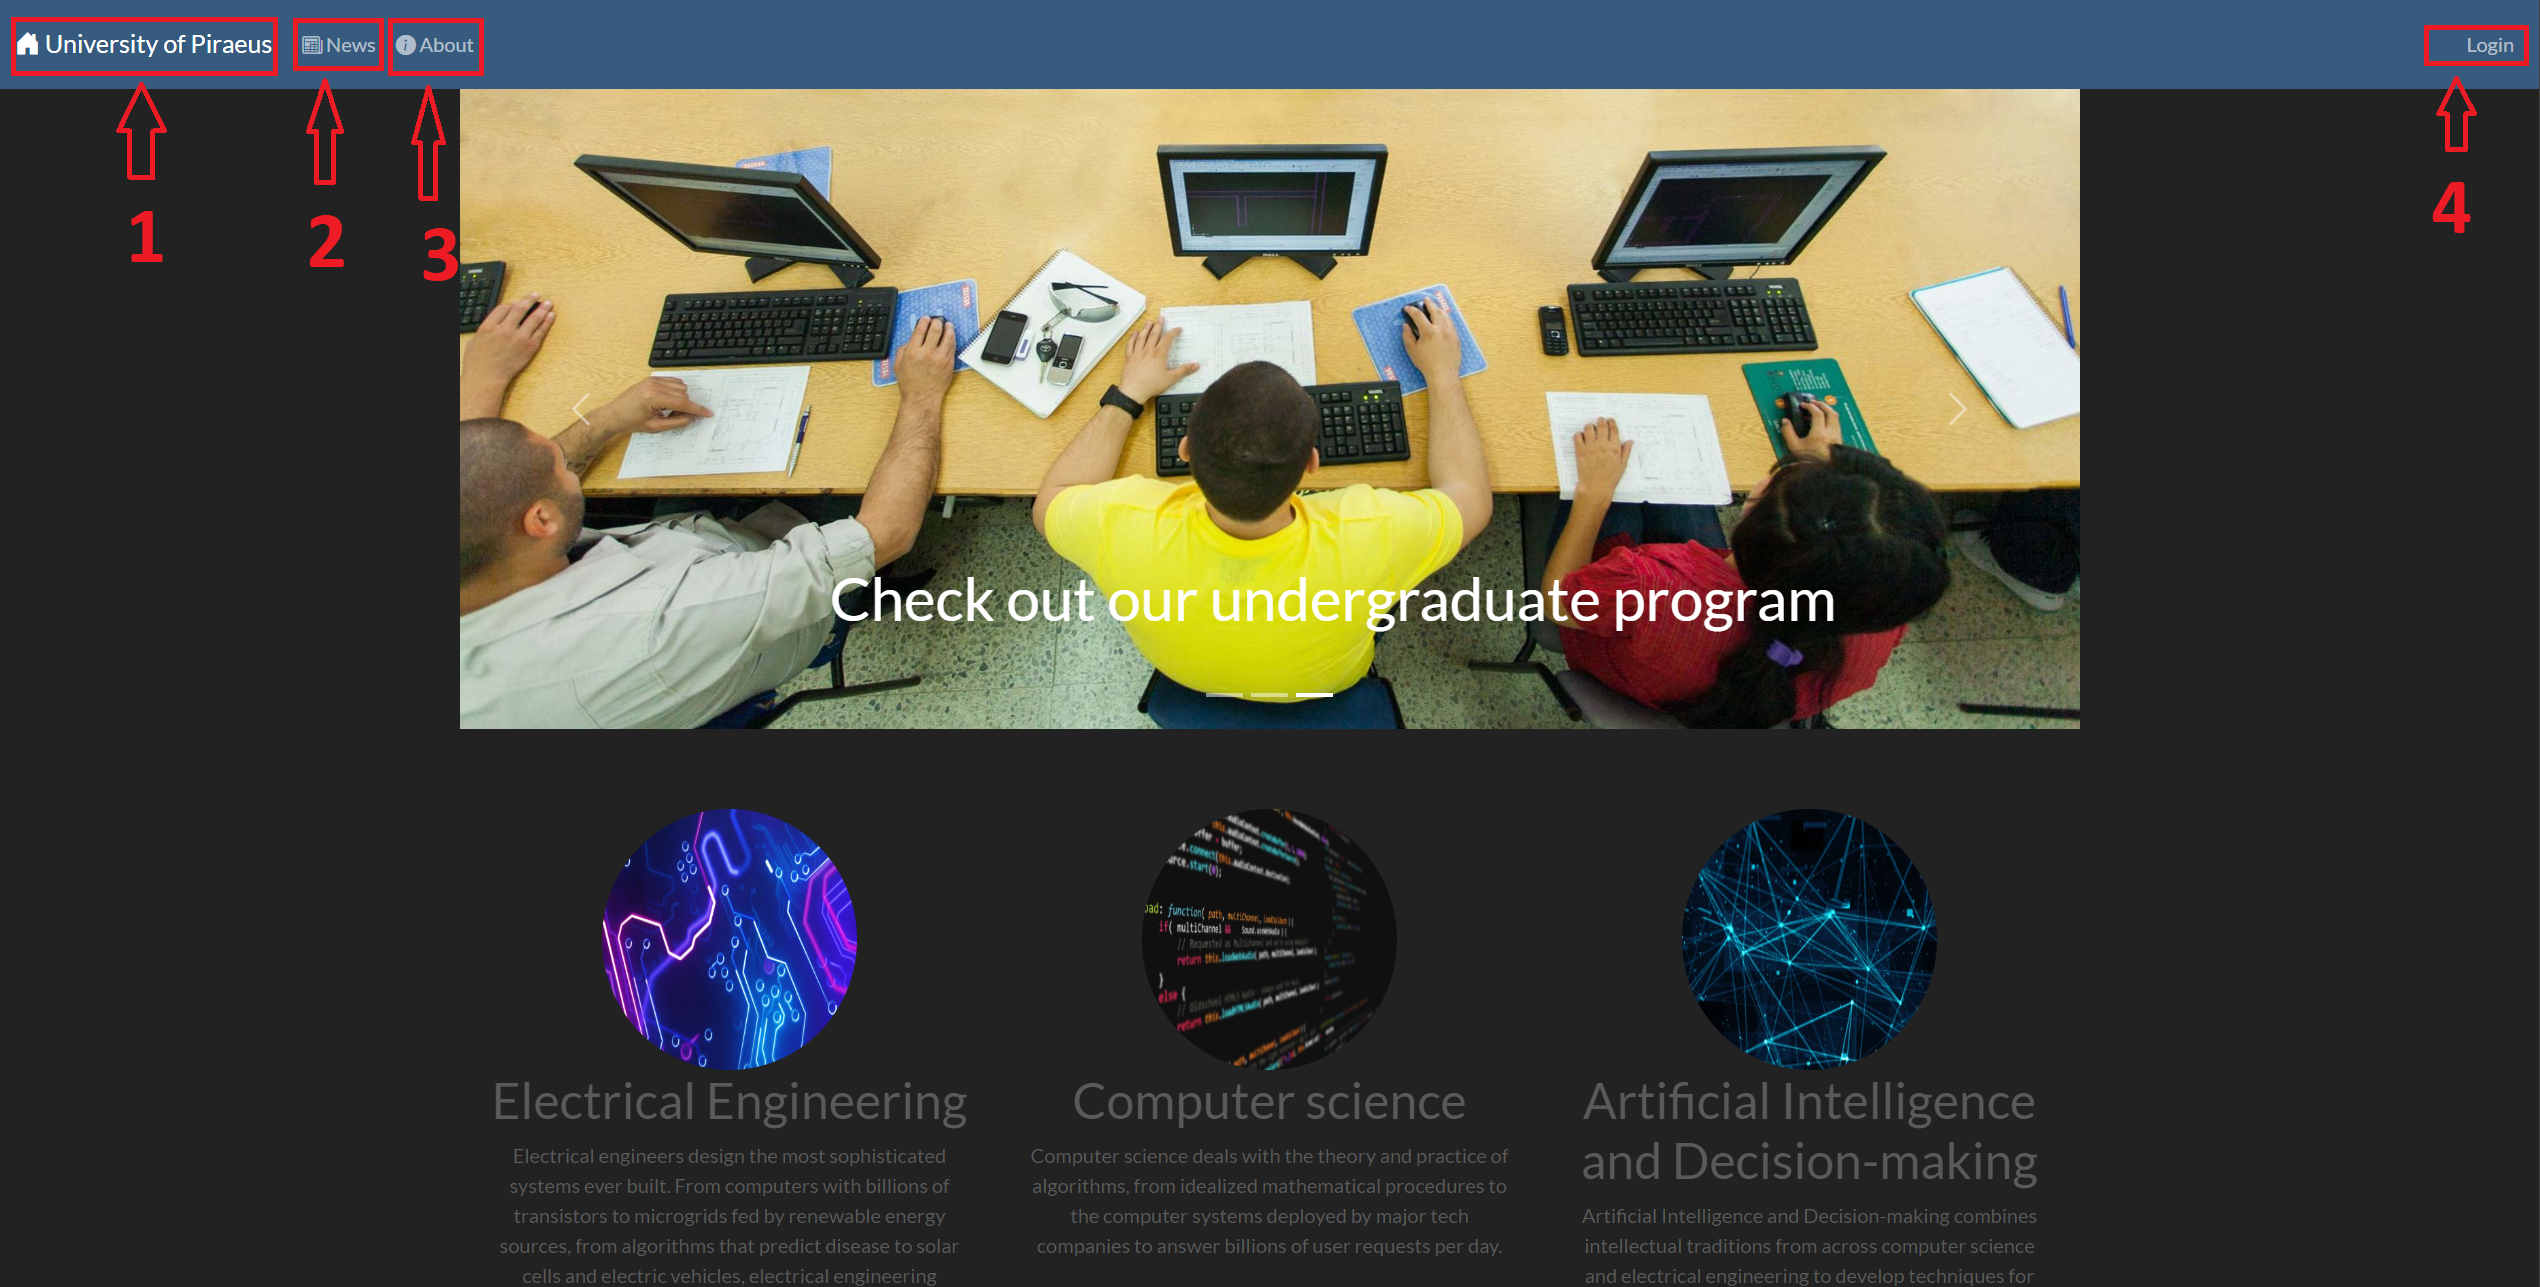 University of Piraeus News About Login
1 2 3 4
Check out our undergraduate program
Electrical Engineering
Electrical engineers design the most sophisticated
systems ever built. From computers with billions of
transistors to microgrids fed by renewable energy
sources, from algorithms that predict disease to solar
cells and electric vehicles, electrical engineering
Computer science
Computer science deals with the theory and practice of
algorithms, from idealized mathematical procedures to
the computer systems deployed by major tech
companies to answer billions of user requests per day.
Artificial Intelligence
and Decision-making
Artificial Intelligence and Decision-making combines
intellectual traditions from across computer science
and electrical engineering to develop techniques for